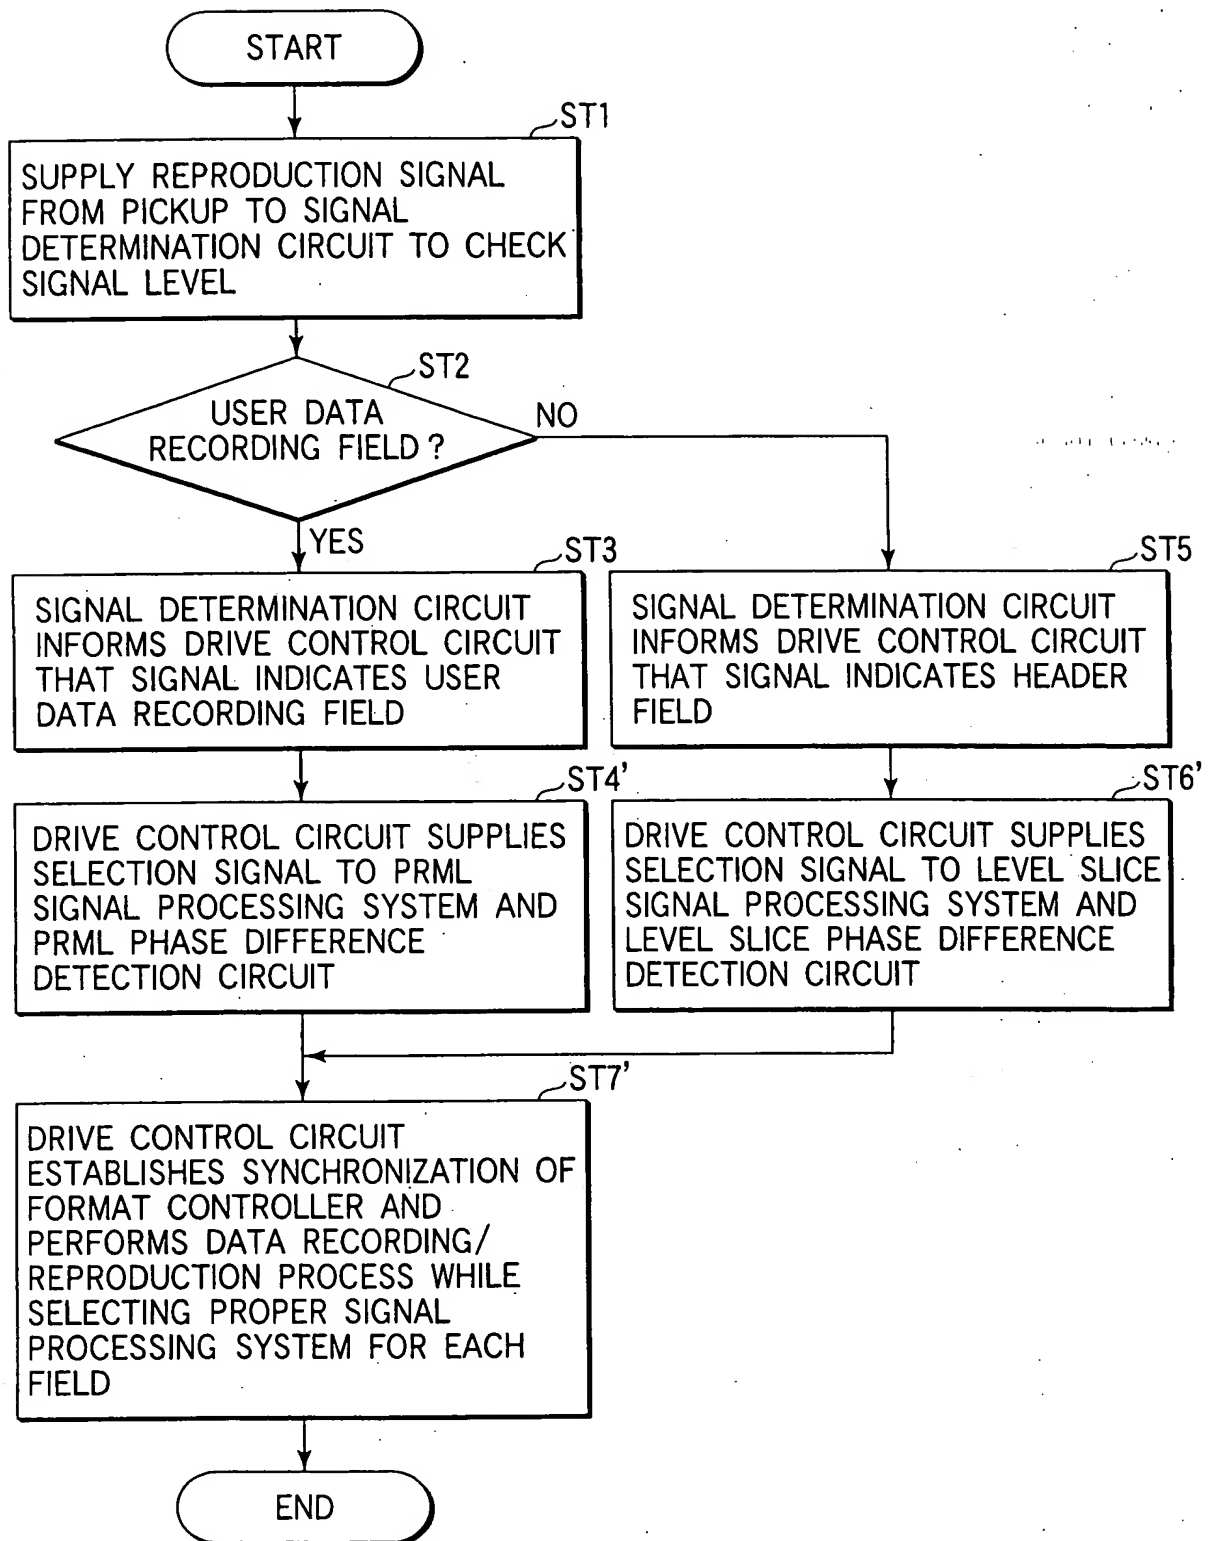 START
ST1
SUPPLY REPRODUCTION SIGNAL
FROM PICKUP TO SIGNAL
DETERMINATION CIRCUIT TO CHECK
SIGNAL LEVEL
ST2
USER DATA
RECORDING FIELD?
NO
YES
ST3
SIGNAL DETERMINATION CIRCUIT
INFORMS DRIVE CONTROL CIRCUIT
THAT SIGNAL INDICATES USER
DATA RECORDING FIELD
ST5
SIGNAL DETERMINATION CIRCUIT
INFORMS DRIVE CONTROL CIRCUIT
THAT SIGNAL INDICATES HEADER
FIELD
ST4'
DRIVE CONTROL CIRCUIT SUPPLIES
SELECTION SIGNAL TO PRML
SIGNAL PROCESSING SYSTEM AND
PRML PHASE DIFFERENCE
DETECTION CIRCUIT
ST6'
DRIVE CONTROL CIRCUIT SUPPLIES
SELECTION SIGNAL TO LEVEL SLICE
SIGNAL PROCESSING SYSTEM AND
LEVEL SLICE PHASE DIFFERENCE
DETECTION CIRCUIT
ST7'
DRIVE CONTROL CIRCUIT
ESTABLISHES SYNCHRONIZATION OF
FORMAT CONTROLLER AND
PERFORMS DATA RECORDING/
REPRODUCTION PROCESS WHILE
SELECTING PROPER SIGNAL
PROCESSING SYSTEM FOR EACH
FIELD
END